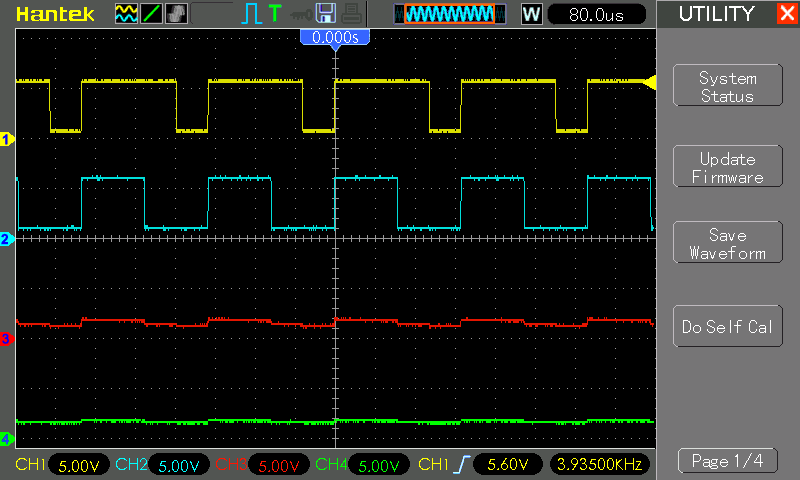 Hantek
T
W
80.0us
UTILITY
0.000s
System
Status
1
Update
Firmware
2
Save
Waveform
3
Do Self Cal
4
CH1 5.00V CH2 5.00V CH3 5.00V CH4 5.00V CH1 5.60V 3.93500KHz
Page 1/4